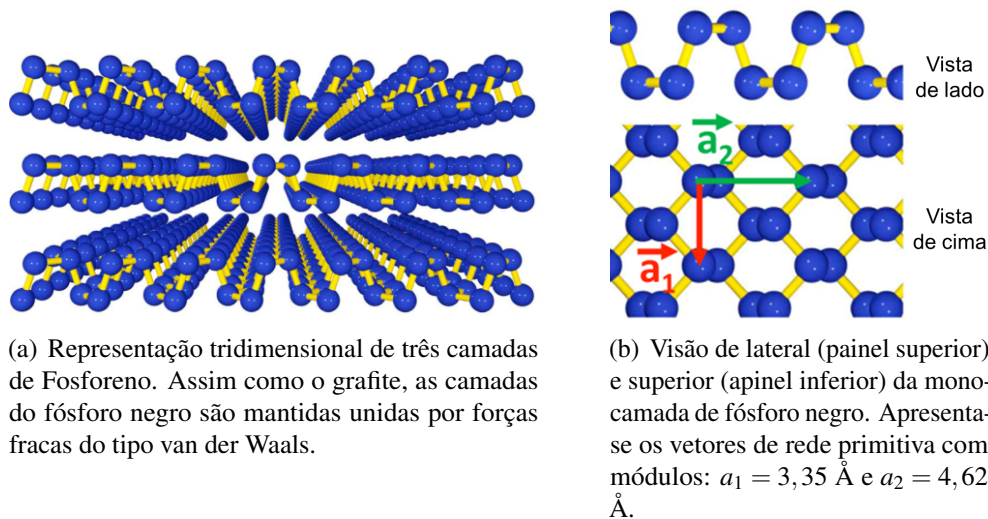 Vista
de lado
a₂
a₁
Vista
de cima
(a) Representação tridimensional de três camadas
de Fosforeno. Assim como o grafite, as camadas
do fósforo negro são mantidas unidas por forças
fracas do tipo van der Waals.
(b) Visão de lateral (painel superior)
e superior (apinel inferior) da mono-
camada de fósforo negro. Apresenta-
se os vetores de rede primitiva com
módulos: a₁ = 3,35 Å e a₂ = 4,62
Å.